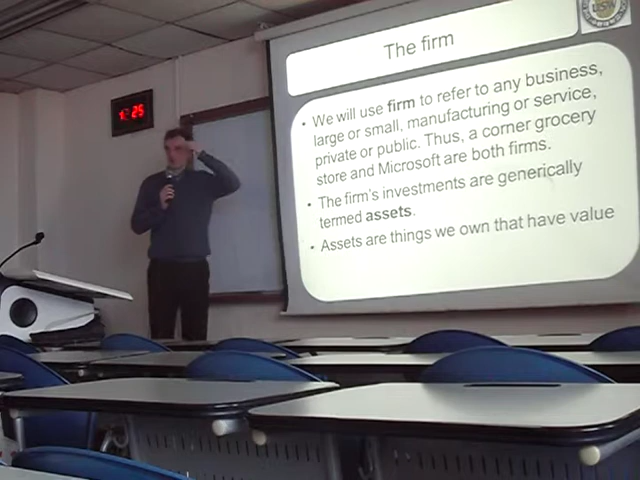 The firm
• We will use firm to refer to any business,
large or small, manufacturing or service,
private or public. Thus, a corner grocery
store and Microsoft are both firms.
• The firm's investments are generically
termed assets.
• Assets are things we own that have value